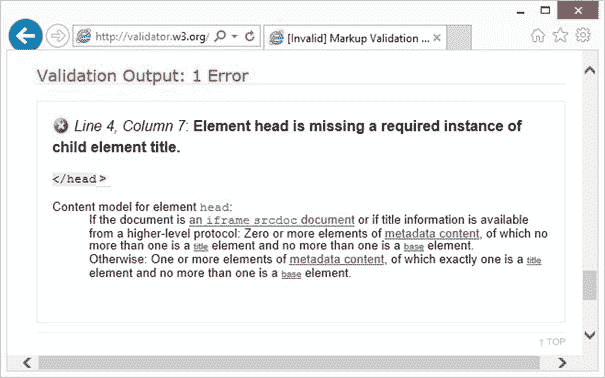 http://validator.w3.org/
[Invalid] Markup Validation ...
Validation Output: 1 Error
Line 4, Column 7: Element head is missing a required instance of
child element title.
</head>
Content model for element head:
If the document is an iframe srcdoc document or if title information is available
from a higher-level protocol: Zero or more elements of metadata content, of which no
more than one is a title element and no more than one is a base element.
Otherwise: One or more elements of metadata content, of which exactly one is a title
element and no more than one is a base element.
↑ TOP